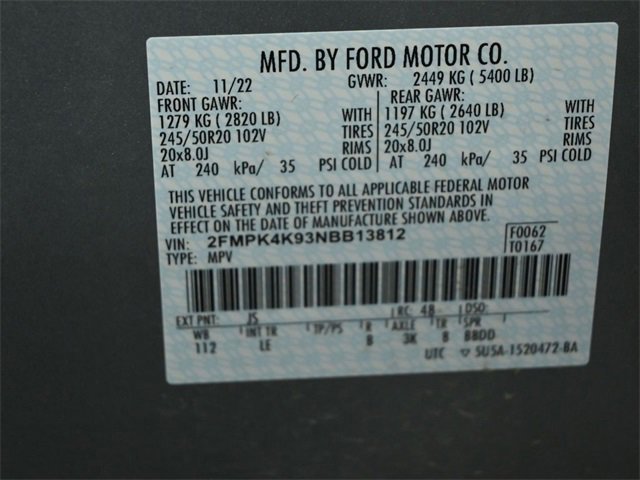 MFD. BY FORD MOTOR CO.
DATE: 11/22 GVWR: 2449 KG ( 5400 LB)
FRONT GAWR: REAR GAWR:
1279 KG ( 2820 LB) WITH 1197 KG ( 2640 LB) WITH
245/50R20 102V TIRES 245/50R20 102V TIRES
20x8.0J RIMS 20x8.0J RIMS
AT 240 kPa/ 35 PSI COLD AT 240 kPa/ 35 PSI COLD
THIS VEHICLE CONFORMS TO ALL APPLICABLE FEDERAL MOTOR
VEHICLE SAFETY AND THEFT PREVENTION STANDARDS IN
EFFECT ON THE DATE OF MANUFACTURE SHOWN ABOVE.
VIN: 2FMPK4K93NBB13812 F0062
TYPE: MPV T0167
EXT PNT: JS RC: 48 DSO:
WB INT TR TP/PS R AXLE TR SPR
112 LE B 3K B BBDD
UTC SU5A-1520472-BA